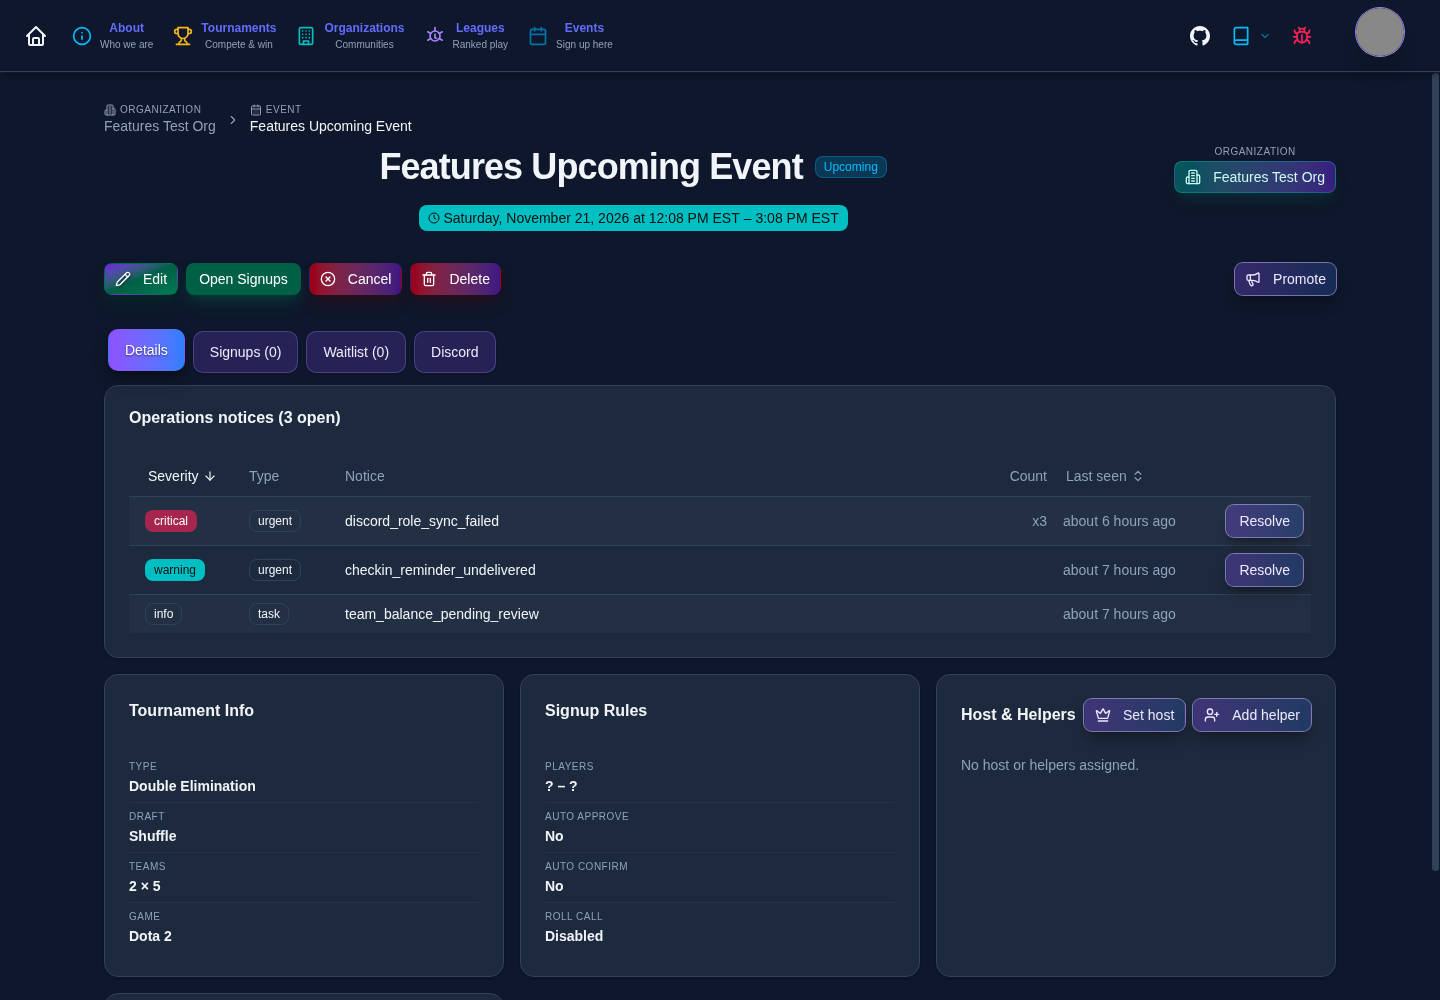 About
Who we are
Tournaments
Compete & win
Organizations
Communities
Leagues
Ranked play
Events
Sign up here
ORGANIZATION
Features Test Org
EVENT
Features Upcoming Event
Features Upcoming Event
Upcoming
ORGANIZATION
Features Test Org
Saturday, November 21, 2026 at 12:08 PM EST – 3:08 PM EST
Edit
Open Signups
Cancel
Delete
Promote
Details
Signups (0)
Waitlist (0)
Discord
Operations notices (3 open)
Severity Type Notice Count Last seen
critical urgent discord_role_sync_failed x3 about 6 hours ago Resolve
warning urgent checkin_reminder_undelivered about 7 hours ago Resolve
info task team_balance_pending_review about 7 hours ago
Tournament Info
TYPE
Double Elimination
DRAFT
Shuffle
TEAMS
2 × 5
GAME
Dota 2
Signup Rules
PLAYERS
? – ?
AUTO APPROVE
No
AUTO CONFIRM
No
ROLL CALL
Disabled
Host & Helpers
Set host
Add helper
No host or helpers assigned.